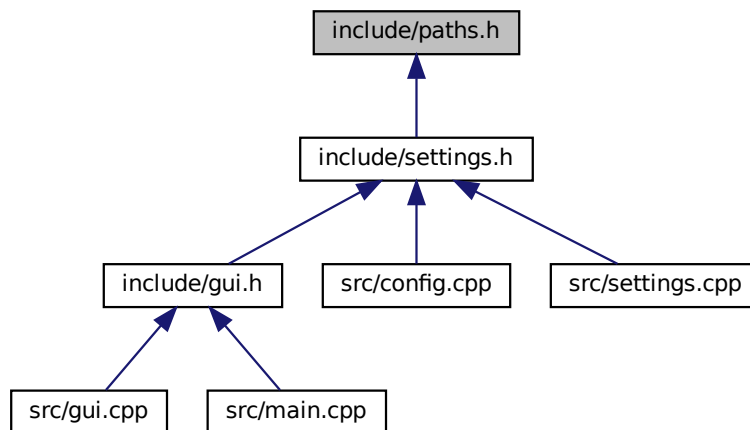 include/paths.h
include/settings.h
include/gui.h
src/config.cpp
src/settings.cpp
src/gui.cpp
src/main.cpp